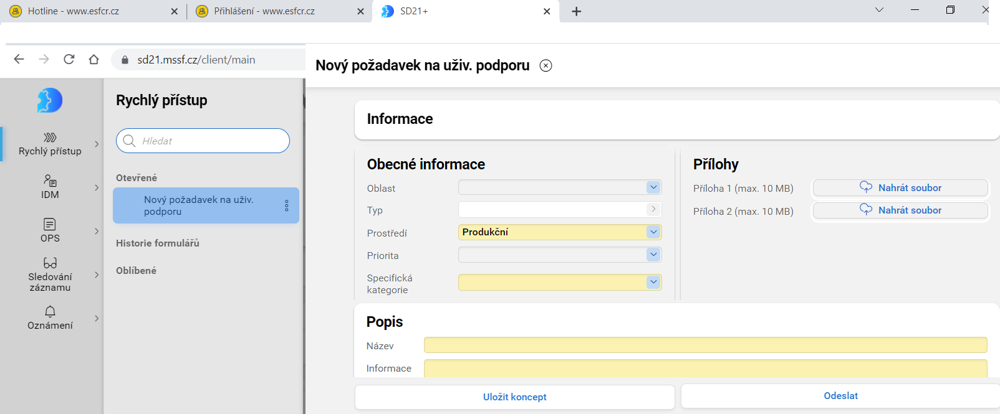 Hotline - www.esfcr.cz
Přihlášení - www.esfcr.cz
SD21+
sd21.mssf.cz/client/main
Rychlý přístup
IDM
OPS
Sledování
záznamu
Oznámení
Rychlý přístup
Hledat
Otevřené
Nový požadavek na uživ.
podporu
Historie formulářů
Oblíbené
Nový požadavek na uživ. podporu
Informace
Obecné informace
Oblast
Typ
Prostředí Produkční
Priorita
Specifická
kategorie
Přílohy
Příloha 1 (max. 10 MB) Nahrát soubor
Příloha 2 (max. 10 MB) Nahrát soubor
Popis
Název
Informace
Uložit koncept
Odeslat